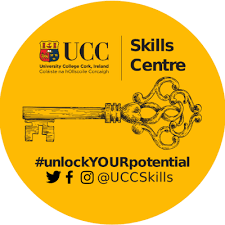 UCC
University College Cork, Ireland
Coláiste na hOllscoile Corcaigh
Skills
Centre
#unlockYOURpotential
@UCCSkills